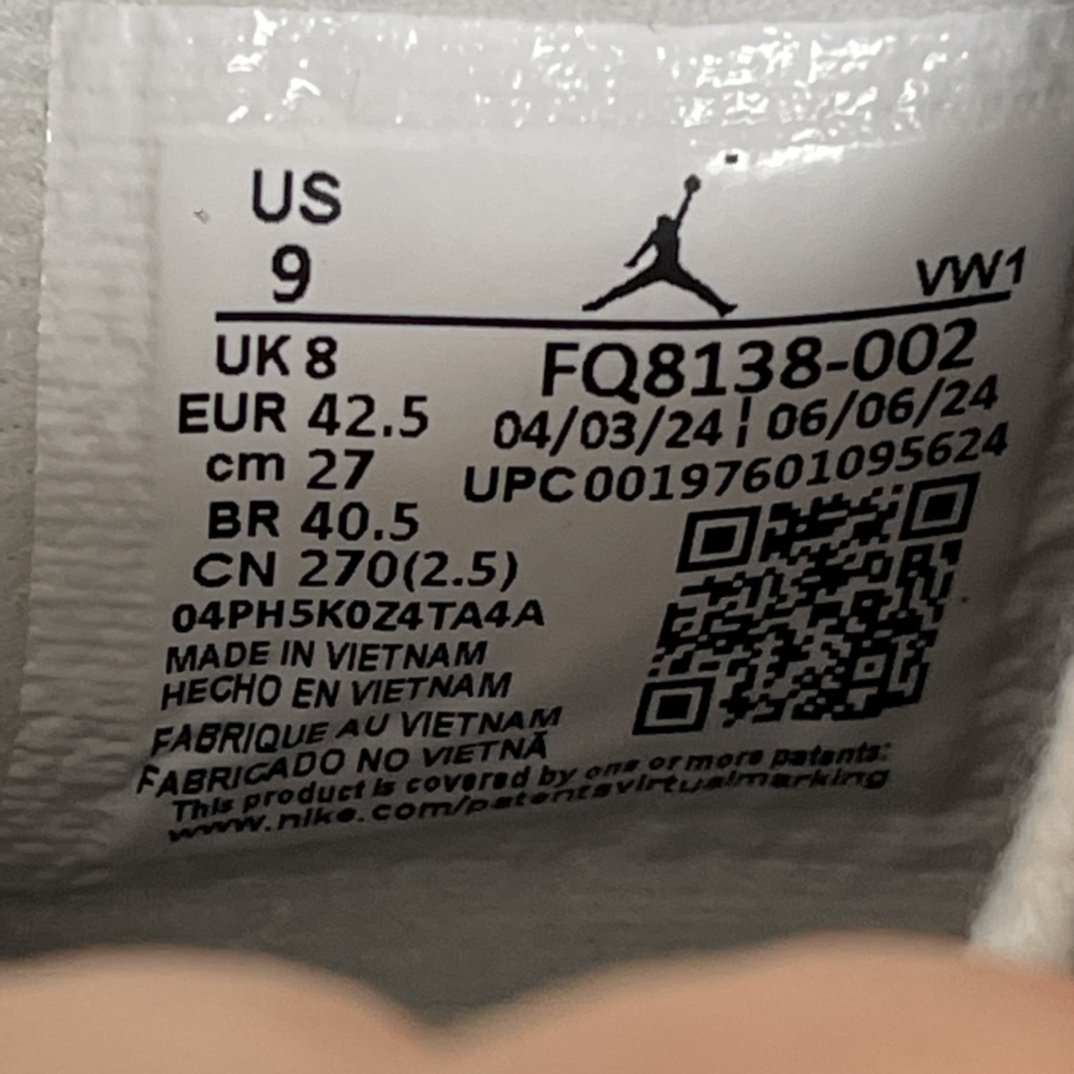 US
9
VW1
UK 8
FQ8138-002
EUR 42.5
04/03/24 ¦ 06/06/24
cm 27
UPC001976010​95624
BR 40.5
CN 270(2.5)
04PH5K0Z4TA4A
MADE IN VIETNAM
HECHO EN VIETNAM
FABRIQUE AU VIETNAM
FABRICADO NO VIETNÃ
This product is covered by one or more patents:
www.nike.com/patentsvirtualmarking